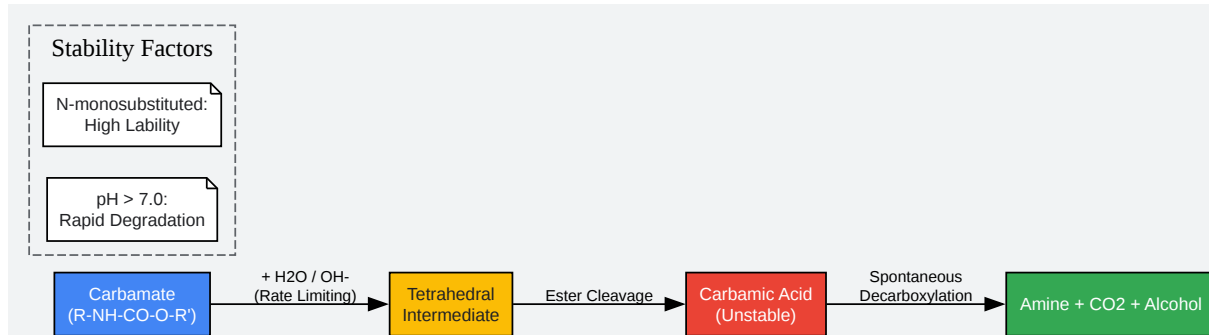 Stability Factors
N-monosubstituted:
High Lability
pH > 7.0:
Rapid Degradation
Carbamate
(R-NH-CO-O-R')
+ H2O / OH-
(Rate Limiting)
Tetrahedral
Intermediate
Ester Cleavage
Carbamic Acid
(Unstable)
Spontaneous
Decarboxylation
Amine + CO2 + Alcohol